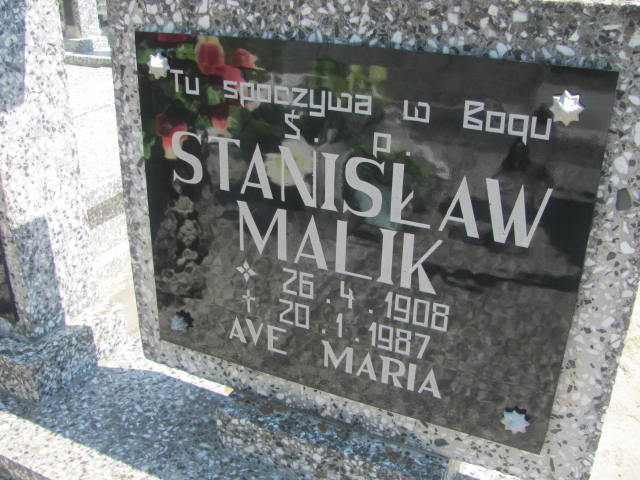 Tu spoczywa w Bogu
Ś. p.
STANISŁAW
MALIK
26.4.1908
† 20.1.1987
AVE MARIA